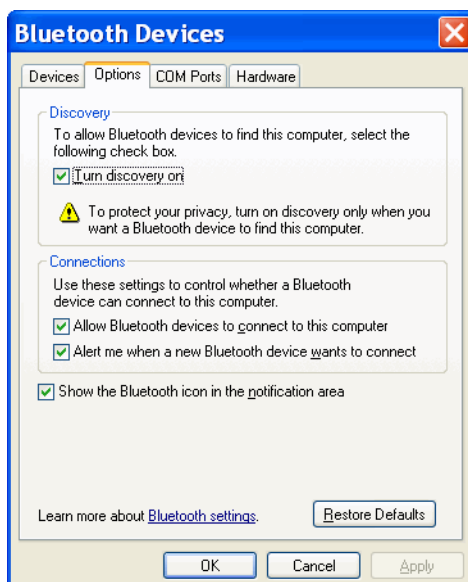 Bluetooth Devices
Devices Options COM Ports Hardware
Discovery
To allow Bluetooth devices to find this computer, select the
following check box.
Turn discovery on
To protect your privacy, turn on discovery only when you
want a Bluetooth device to find this computer.
Connections
Use these settings to control whether a Bluetooth
device can connect to this computer.
Allow Bluetooth devices to connect to this computer
Alert me when a new Bluetooth device wants to connect
Show the Bluetooth icon in the notification area
Learn more about Bluetooth settings. Restore Defaults
OK Cancel Apply